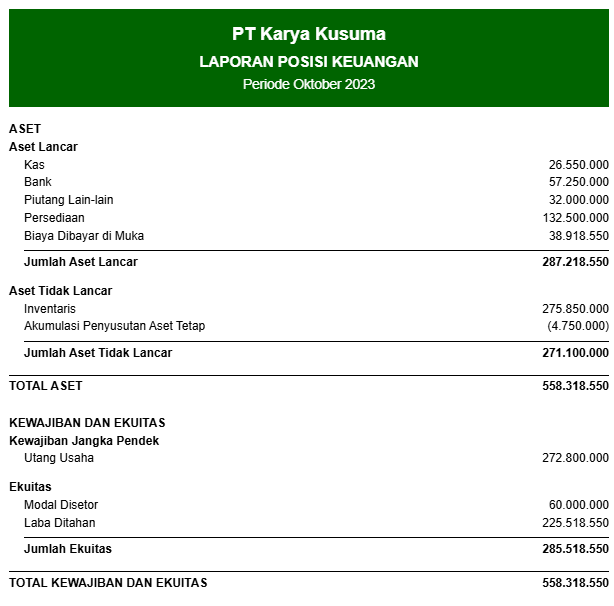 PT Karya Kusuma
LAPORAN POSISI KEUANGAN
Periode Oktober 2023
ASET
Aset Lancar
Kas 26.550.000
Bank 57.250.000
Piutang Lain-lain 32.000.000
Persediaan 132.500.000
Biaya Dibayar di Muka 38.918.550
Jumlah Aset Lancar 287.218.550
Aset Tidak Lancar
Inventaris 275.850.000
Akumulasi Penyusutan Aset Tetap (4.750.000)
Jumlah Aset Tidak Lancar 271.100.000
TOTAL ASET 558.318.550
KEWAJIBAN DAN EKUITAS
Kewajiban Jangka Pendek
Utang Usaha 272.800.000
Ekuitas
Modal Disetor 60.000.000
Laba Ditahan 225.518.550
Jumlah Ekuitas 285.518.550
TOTAL KEWAJIBAN DAN EKUITAS 558.318.550